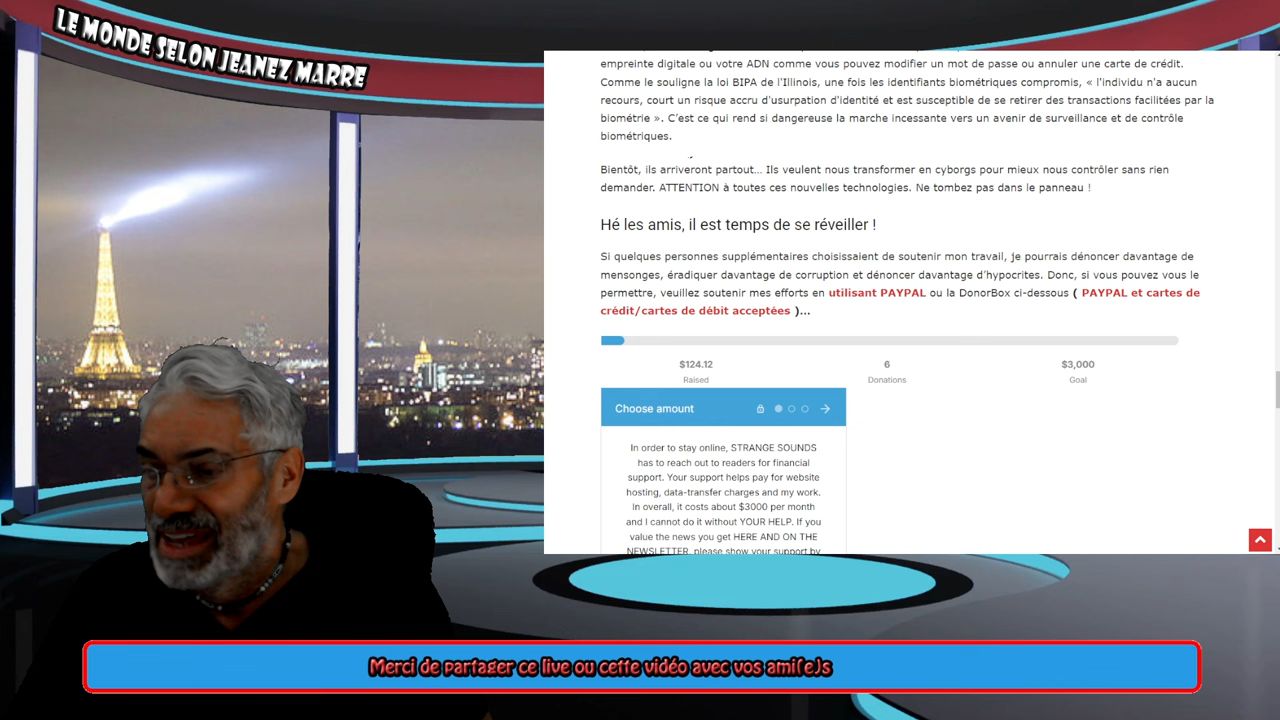 LE MONDE SELON JEANEZ MARRE
empreinte digitale ou votre ADN comme vous pouvez modifier un mot de passe ou annuler une carte de crédit.
Comme le souligne la loi BIPA de l'Illinois, une fois les identifiants biométriques compromis, « l'individu n'a aucun
recours, court un risque accru d'usurpation d'identité et est susceptible de se retirer des transactions facilitées par la
biométrie ». C'est ce qui rend si dangereuse la marche incessante vers un avenir de surveillance et de contrôle
biométriques.
Bientôt, ils arriveront partout… Ils veulent nous transformer en cyborgs pour mieux nous contrôler sans rien
demander. ATTENTION à toutes ces nouvelles technologies. Ne tombez pas dans le panneau !
Hé les amis, il est temps de se réveiller !
Si quelques personnes supplémentaires choisissaient de soutenir mon travail, je pourrais dénoncer davantage de
mensonges, éradiquer davantage de corruption et dénoncer davantage d'hypocrites. Donc, si vous pouvez vous le
permettre, veuillez soutenir mes efforts en utilisant PAYPAL ou la DonorBox ci-dessous ( PAYPAL et cartes de
crédit/cartes de débit acceptées )…
$124.12 6 $3,000
Raised Donations Goal
Choose amount
In order to stay online, STRANGE SOUNDS
has to reach out to readers for financial
support. Your support helps pay for website
hosting, data-transfer charges and my work.
In overall, it costs about $3000 per month
and I cannot do it without YOUR HELP. If you
value the news you get HERE AND ON THE
NEWSLETTER, please show your support by
Merci de partager ce live ou cette vidéo avec vos ami(e)s